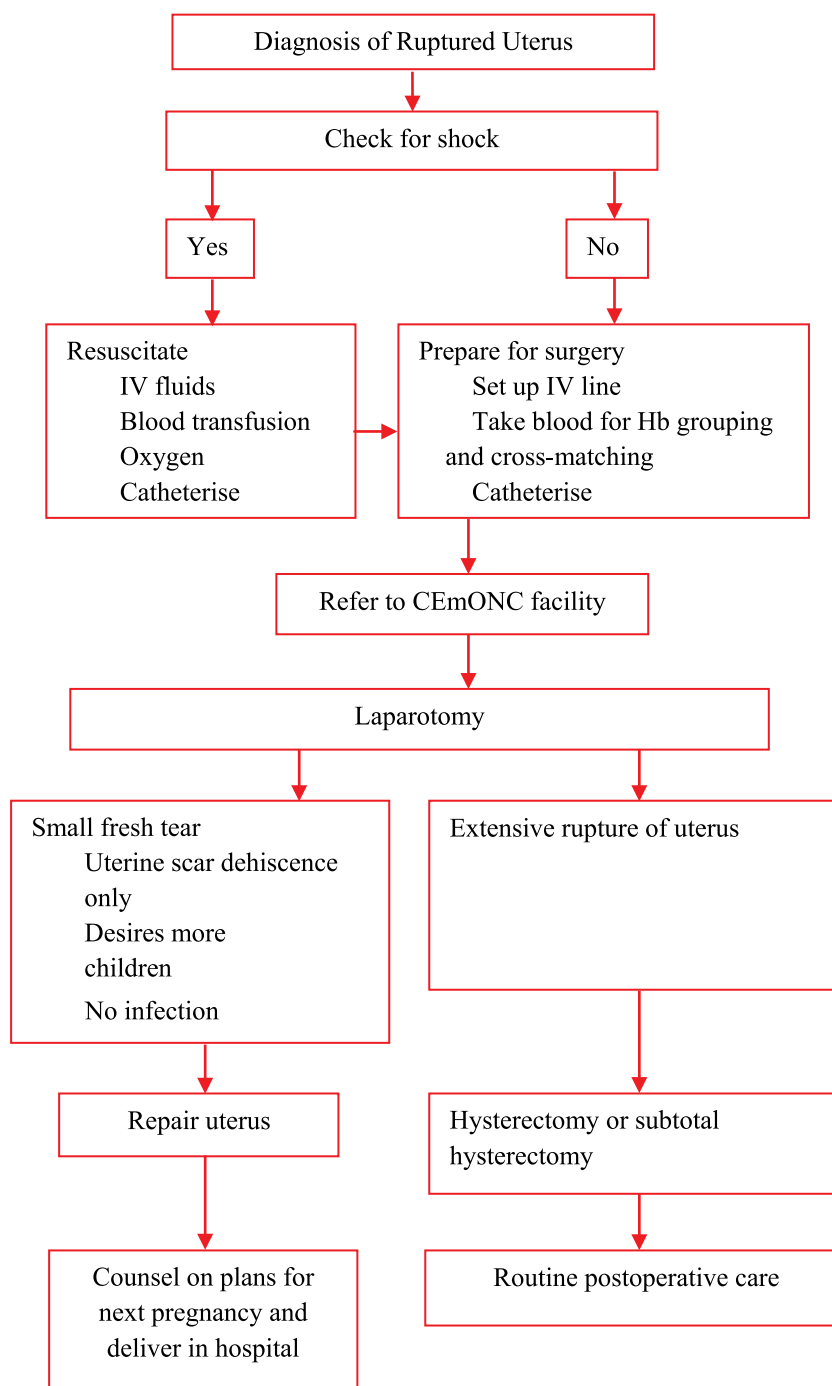 Diagnosis of Ruptured Uterus
Check for shock
Yes
No
Resuscitate
IV fluids
Blood transfusion
Oxygen
Catheterise
Prepare for surgery
Set up IV line
Take blood for Hb grouping
and cross-matching
Catheterise
Refer to CEmONC facility
Laparotomy
Small fresh tear
Uterine scar dehiscence
only
Desires more
children
No infection
Extensive rupture of uterus
Repair uterus
Hysterectomy or subtotal
hysterectomy
Counsel on plans for
next pregnancy and
deliver in hospital
Routine postoperative care